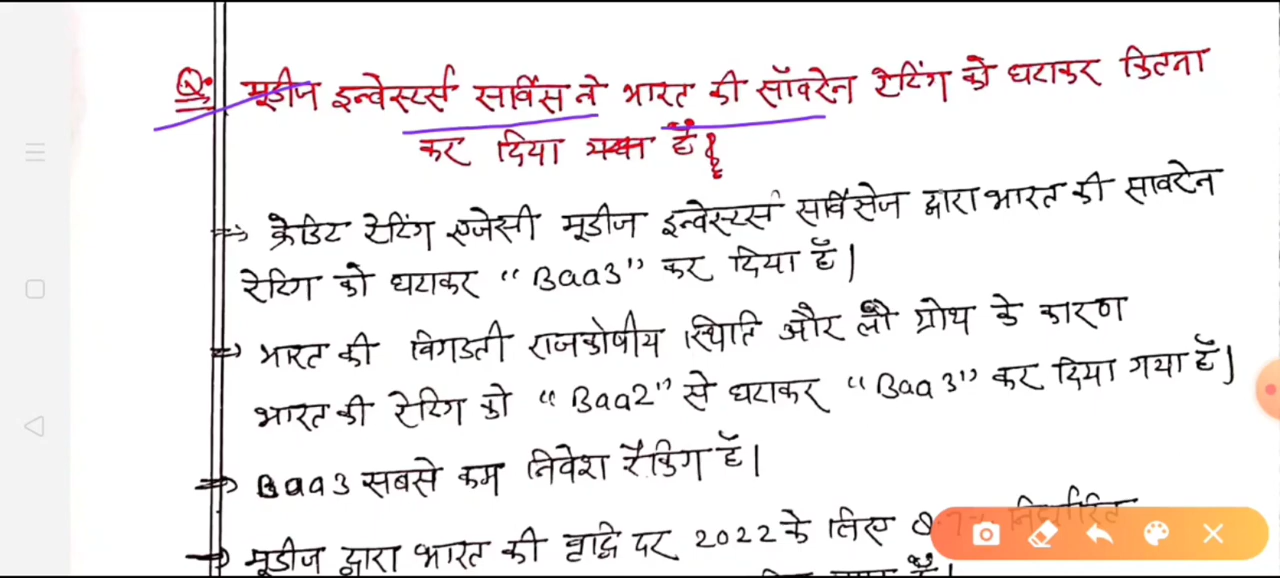 Q. मूडीज इन्वेस्टर्स सर्विस ने भारत की सॉवरेन रेटिंग को घटाकर कितना
कर दिया है
⇒ क्रेडिट रेटिंग एजेंसी मूडीज इन्वेस्टर्स सर्विसेज द्वारा भारत की सावरेन
रेटिंग को घटाकर "Baa3" कर दिया है।
⇒ भारत की बिगडती राजकोषीय स्थिति और लो ग्रोथ के कारण
भारत की रेटिंग को "Baa2" से घटाकर "Baa3" कर दिया गया है।
⇒ Baa3 सबसे कम निवेश रैंकिंग है।
⇒ मूडीज द्वारा भारत की वृद्धि दर 2022 के लिए